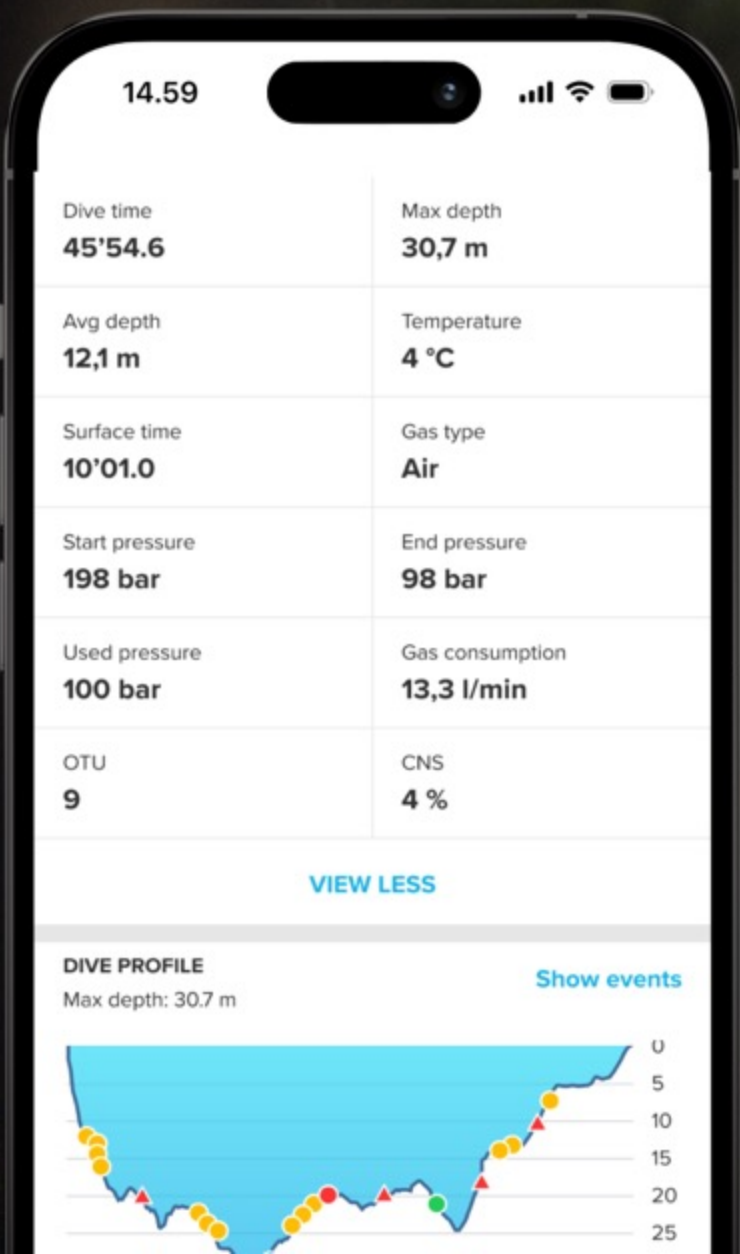 14.59
Dive time
45’54.6
Max depth
30,7 m
Avg depth
12,1 m
Temperature
4 °C
Surface time
10’01.0
Gas type
Air
Start pressure
198 bar
End pressure
98 bar
Used pressure
100 bar
Gas consumption
13,3 l/min
OTU
9
CNS
4 %
VIEW LESS
DIVE PROFILE
Show events
Max depth: 30.7 m
0
5
10
15
20
25